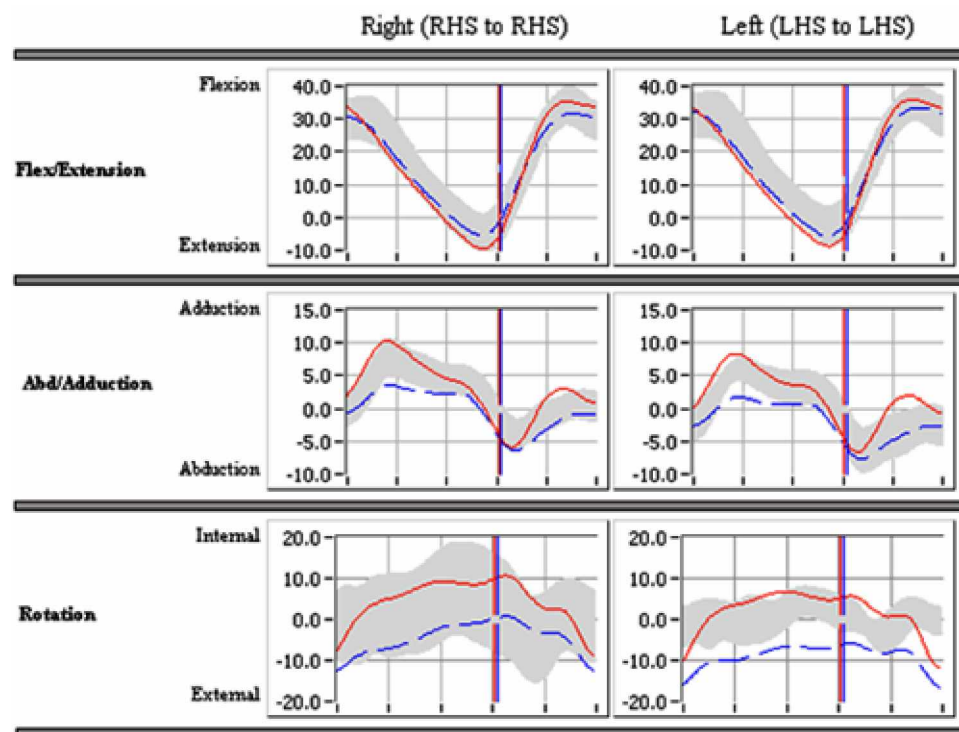 Right (RHS to RHS) Left (LHS to LHS)
Flexion
40.0 40.0
30.0 30.0
Flex/Extension
20.0 20.0
10.0 10.0
0.0 0.0
Extension
-10.0 -10.0
Adduction
15.0 15.0
10.0 10.0
Abd/Adduction
5.0 5.0
0.0 0.0
-5.0 -5.0
Abduction
-10.0 -10.0
Internal
20.0 20.0
10.0 10.0
Rotation
0.0 0.0
-10.0 -10.0
External
-20.0 -20.0